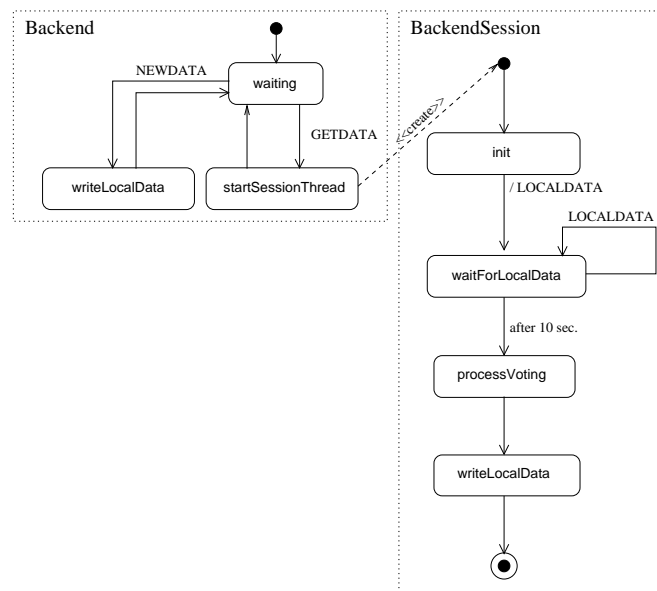 Backend
NEWDATA
waiting
GETDATA
writeLocalData
startSessionThread
<<create>>
BackendSession
init
/ LOCALDATA
LOCALDATA
waitForLocalData
after 10 sec.
processVoting
writeLocalData